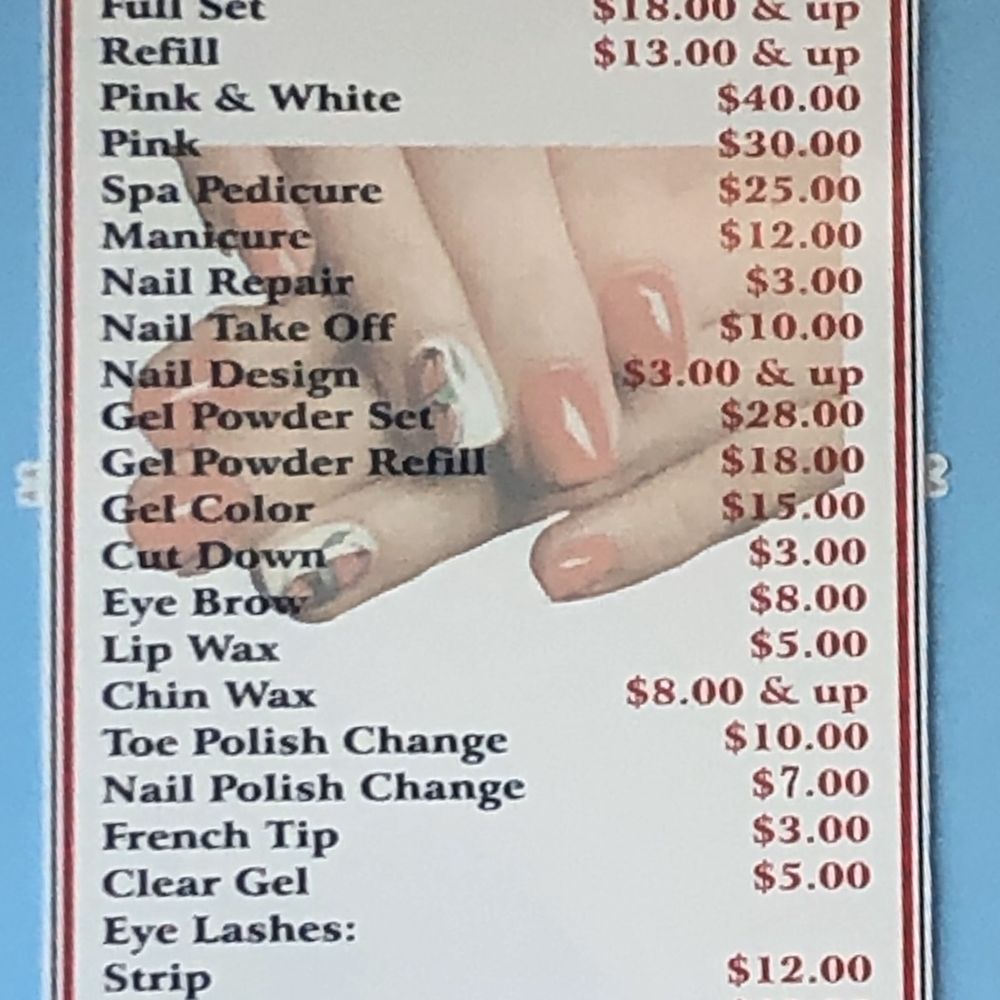 Full Set $18.00 & up
Refill $13.00 & up
Pink & White $40.00
Pink $30.00
Spa Pedicure $25.00
Manicure $12.00
Nail Repair $3.00
Nail Take Off $10.00
Nail Design $3.00 & up
Gel Powder Set $28.00
Gel Powder Refill $18.00
Gel Color $15.00
Cut Down $3.00
Eye Brow $8.00
Lip Wax $5.00
Chin Wax $8.00 & up
Toe Polish Change $10.00
Nail Polish Change $7.00
French Tip $3.00
Clear Gel $5.00
Eye Lashes:
Strip $12.00